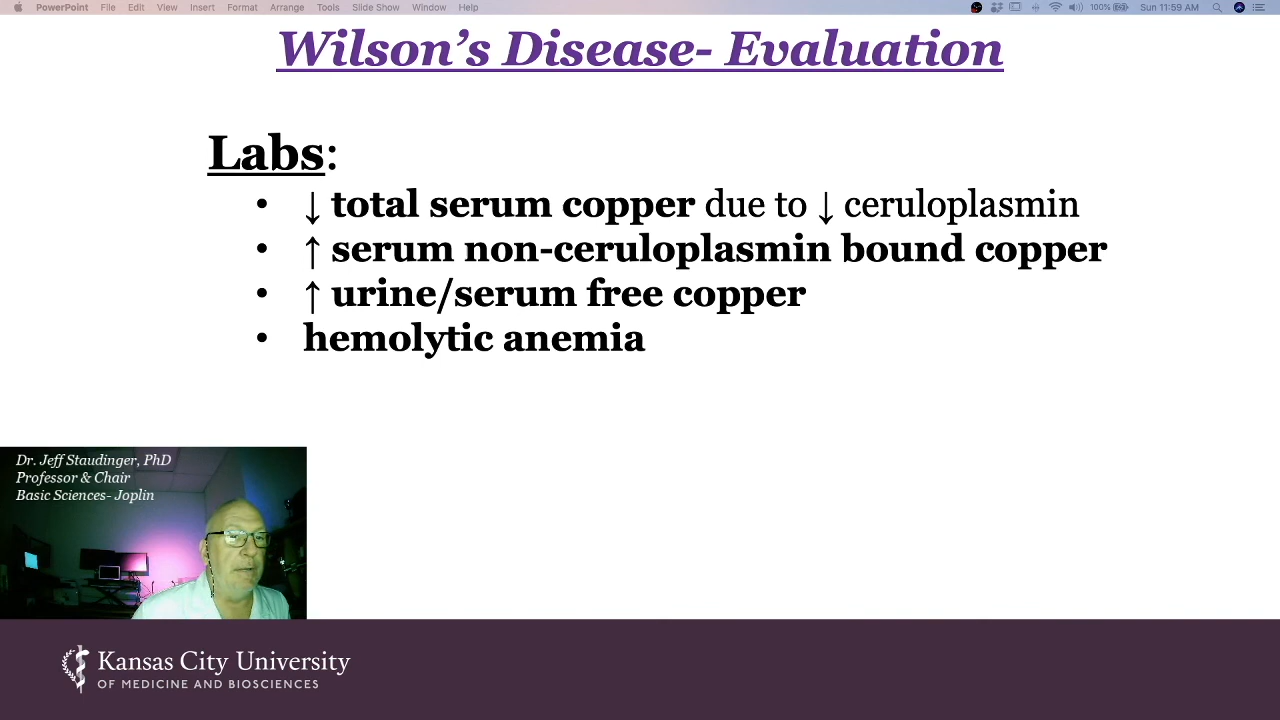 PowerPoint File Edit View Insert Format Arrange Tools Slide Show Window Help 100% Sun 11:59 AM
Wilson’s Disease- Evaluation
Labs:
• ↓ total serum copper due to ↓ ceruloplasmin
• ↑ serum non-ceruloplasmin bound copper
• ↑ urine/serum free copper
• hemolytic anemia
Dr. Jeff Staudinger, PhD
Professor & Chair
Basic Sciences- Joplin
Kansas City University
OF MEDICINE AND BIOSCIENCES